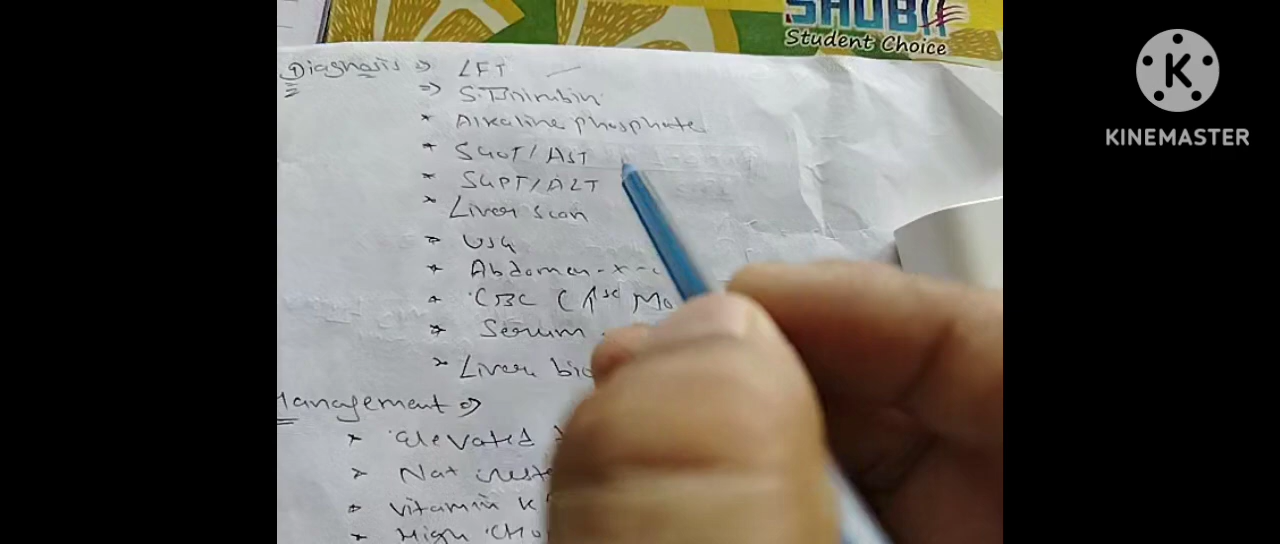 SHUBH
Student Choice
KINEMASTER
Diagnosis ⇒ LFT
⇒ S. Bilirubin
* Alkaline phosphate
* SGOT / AST
* SGPT / ALT
* Liver scan
* USG
* Abdomen - x -
* CBC (
* Serum
* Liver
Management ⇒
* Elevated
* Na+
* Vitamin K
* High